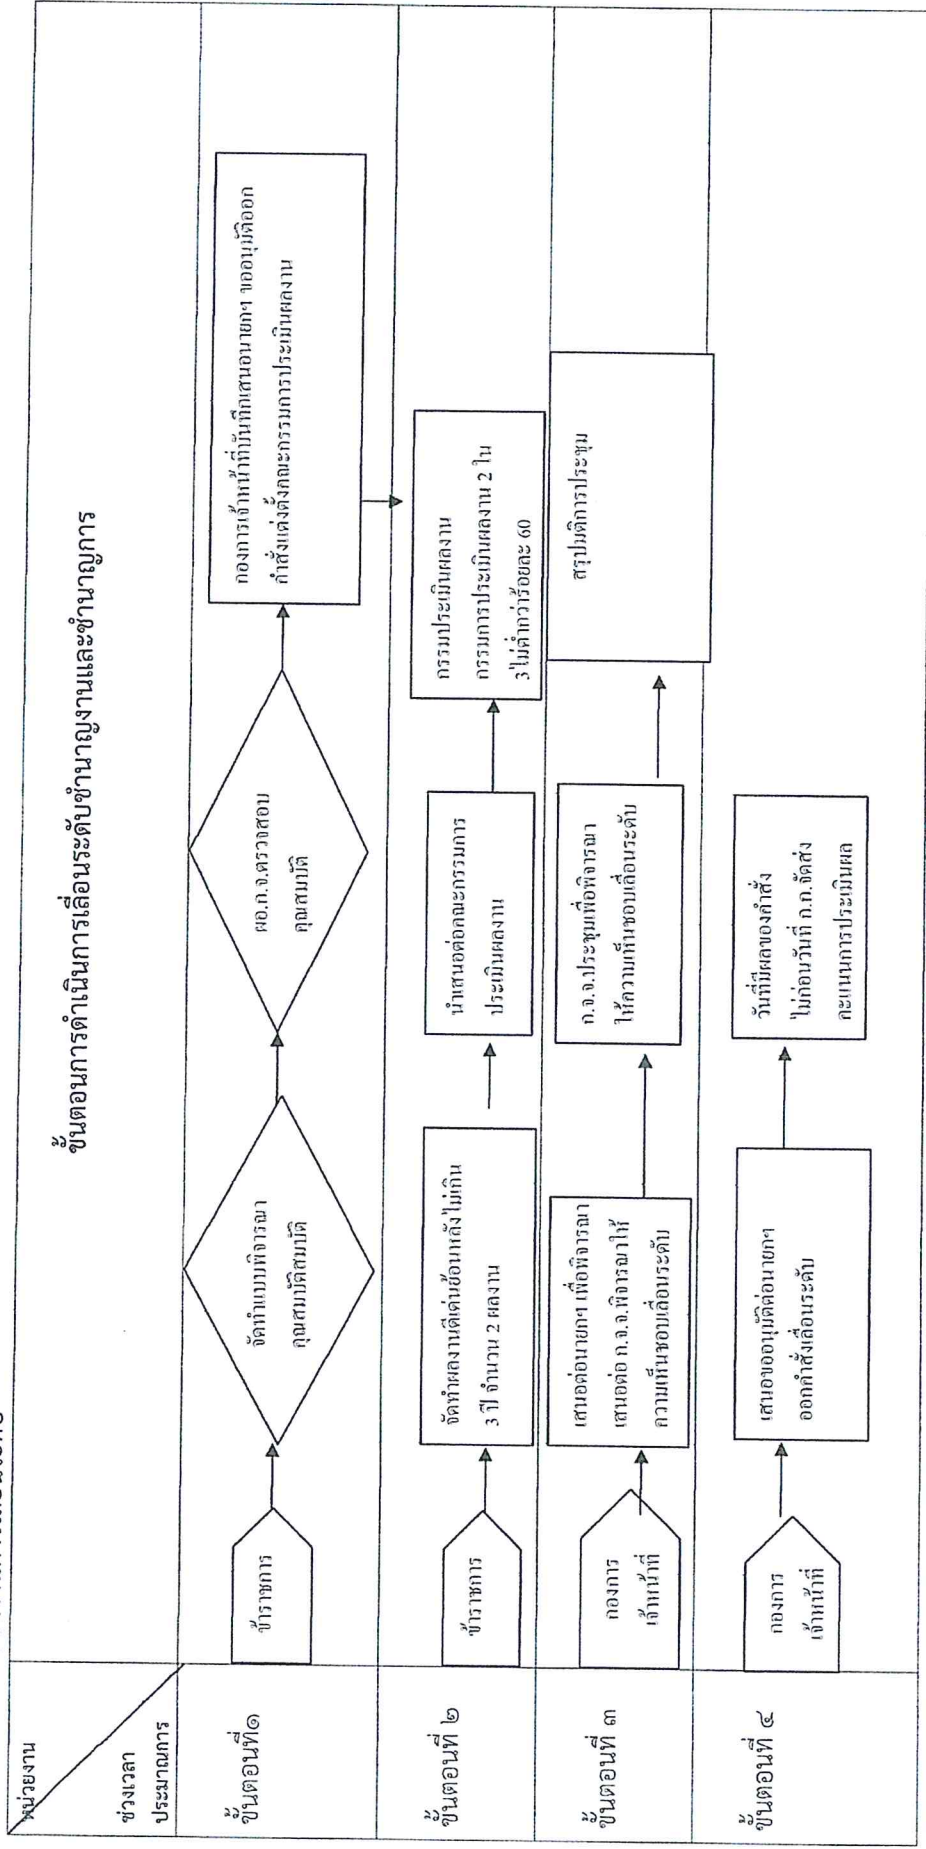 ขั้นตอนการดำเนินการเลื่อนระดับชำนาญงานและชำนาญการ
หน่วยงาน
ช่วงเวลา
ประมาณการ
ขั้นตอนที่๑
ข้าราชการ
จัดทำแบบพิจารณา
คุณสมบัติสมบัติ
ผอ.ก.จ.ตรวจสอบ
คุณสมบัติ
กองการเจ้าหน้าที่บันทึกเสนอนายกฯ ขออนุมัติออก
คำสั่งแต่งตั้งคณะกรรมการประเมินผลงาน
ขั้นตอนที่ ๒
ข้าราชการ
จัดทำผลงานดีเด่นย้อนหลังไม่เกิน
3 ปี จำนวน 2 ผลงาน
นำเสนอต่อคณะกรรมการ
ประเมินผลงาน
กรรมประเมินผลงาน
กรรมการประเมินผลงาน 2 ใน
3 ไม่ต่ำกว่าร้อยละ 60
ขั้นตอนที่ ๓
กองการ
เจ้าหน้าที่
เสนอต่อนายกฯ เพื่อพิจารณา
เสนอต่อ ก.จ.จ.พิจารณาให้
ความเห็นชอบเลื่อนระดับ
ก.จ.จ.ประชุมเพื่อพิจารณา
ให้ความเห็นชอบเลื่อนระดับ
สรุปมติการประชุม
ขั้นตอนที่ ๔
กองการ
เจ้าหน้าที่
เสนอขออนุมัติต่อนายกฯ
ออกคำสั่งเลื่อนระดับ
วันที่มีผลของคำสั่ง
ไม่ก่อนวันที่ ก.ก.จัดส่ง
คะแนนการประเมินผล